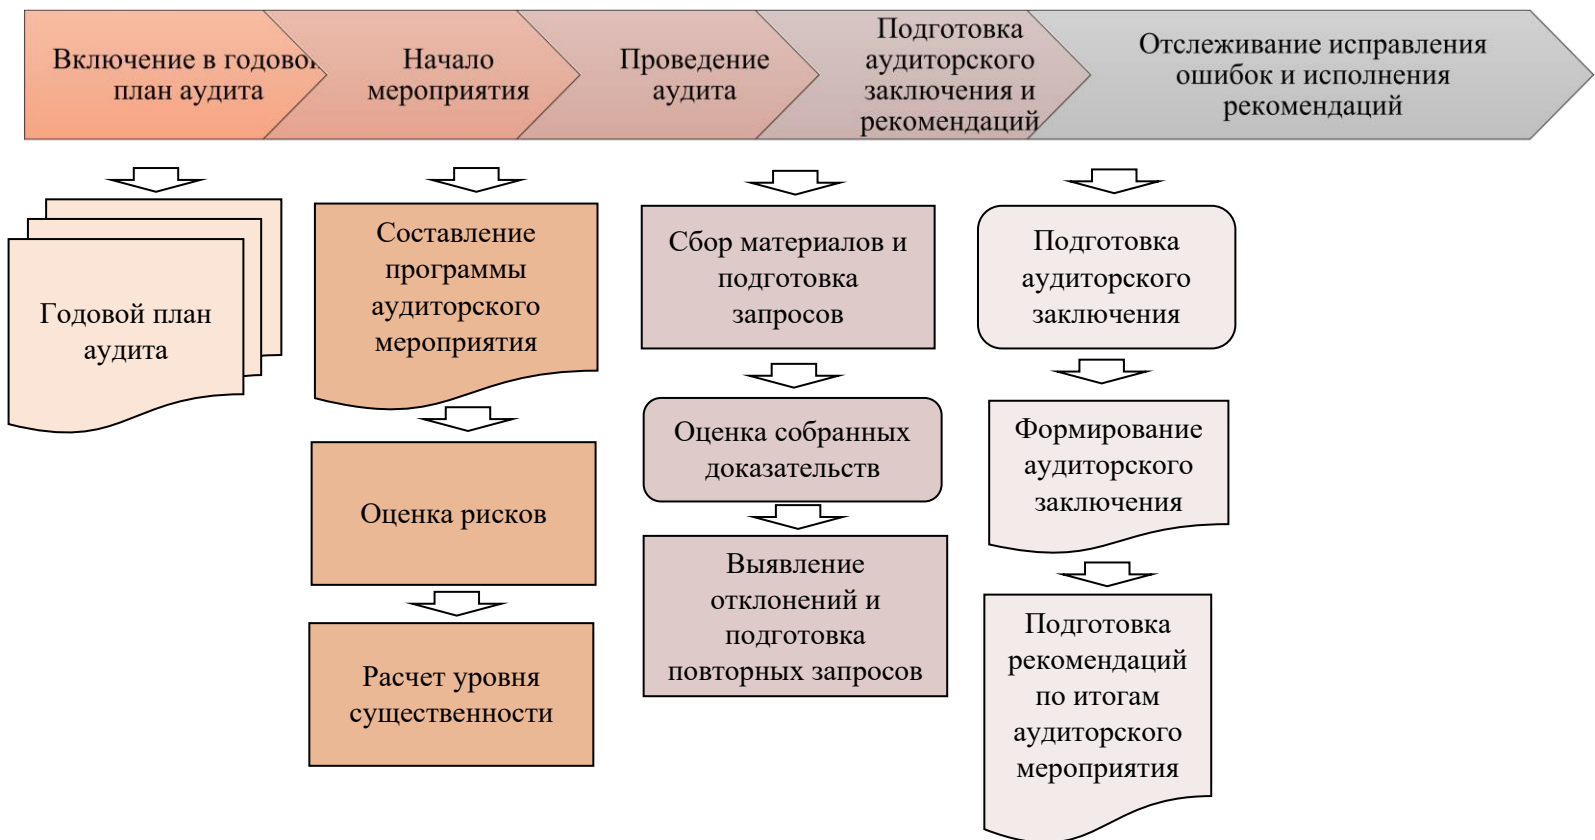 Включение в годовой
план аудита
Начало
мероприятия
Проведение
аудита
Подготовка
аудиторского
заключения и
рекомендаций
Отслеживание исправления
ошибок и исполнения
рекомендаций
Годовой план
аудита
Составление
программы
аудиторского
мероприятия
Оценка рисков
Расчет уровня
существенности
Сбор материалов и
подготовка
запросов
Оценка собранных
доказательств
Выявление
отклонений и
подготовка
повторных запросов
Подготовка
аудиторского
заключения
Формирование
аудиторского
заключения
Подготовка
рекомендаций
по итогам
аудиторского
мероприятия